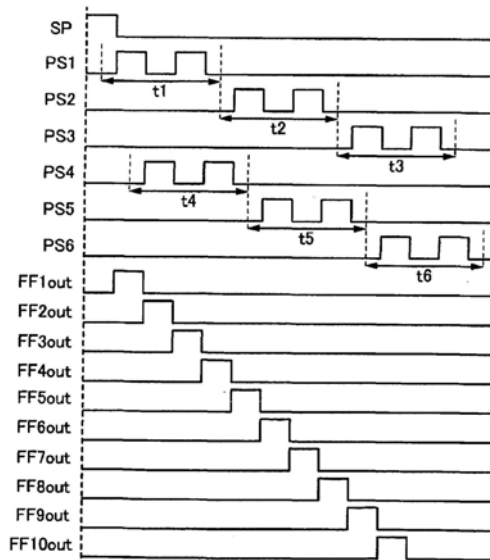 SP
PS1
t1
PS2
t2
PS3
t3
PS4
t4
PS5
t5
PS6
t6
FF1out
FF2out
FF3out
FF4out
FF5out
FF6out
FF7out
FF8out
FF9out
FF10out